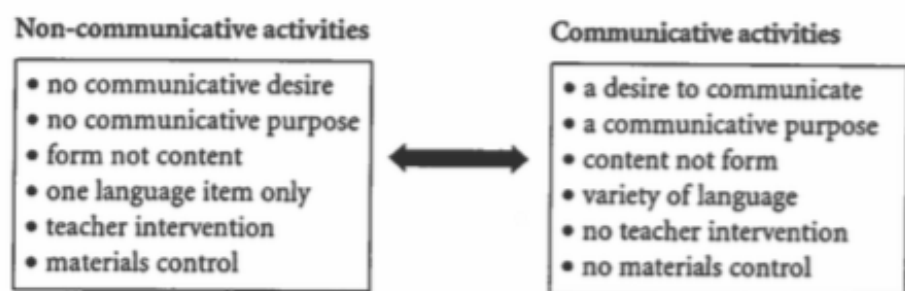 Non-communicative activities
• no communicative desire
• no communicative purpose
• form not content
• one language item only
• teacher intervention
• materials control
Communicative activities
• a desire to communicate
• a communicative purpose
• content not form
• variety of language
• no teacher intervention
• no materials control